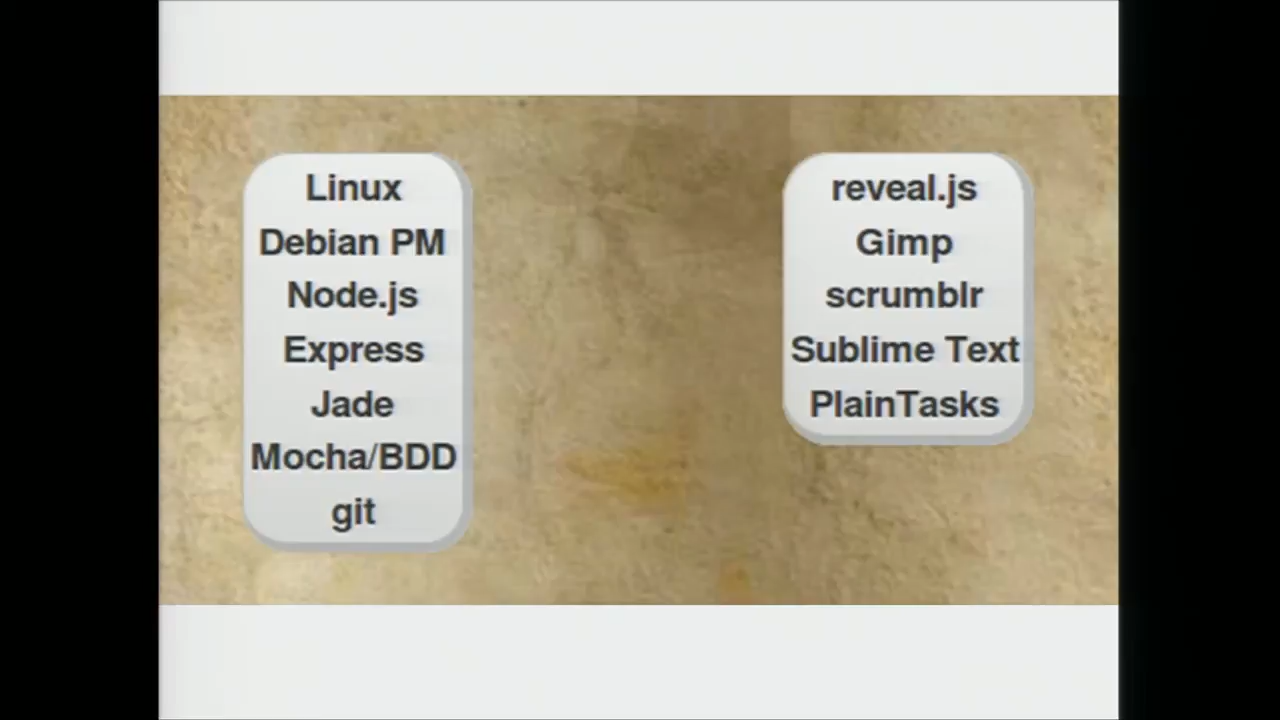 Linux
Debian PM
Node.js
Express
Jade
Mocha/BDD
git
reveal.js
Gimp
scrumblr
Sublime Text
PlainTasks